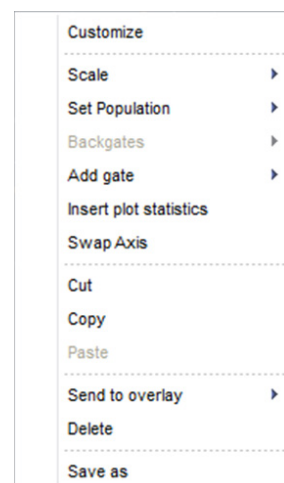 Customize
Scale
Set Population
Backgates
Add gate
Insert plot statistics
Swap Axis
Cut
Copy
Paste
Send to overlay
Delete
Save as